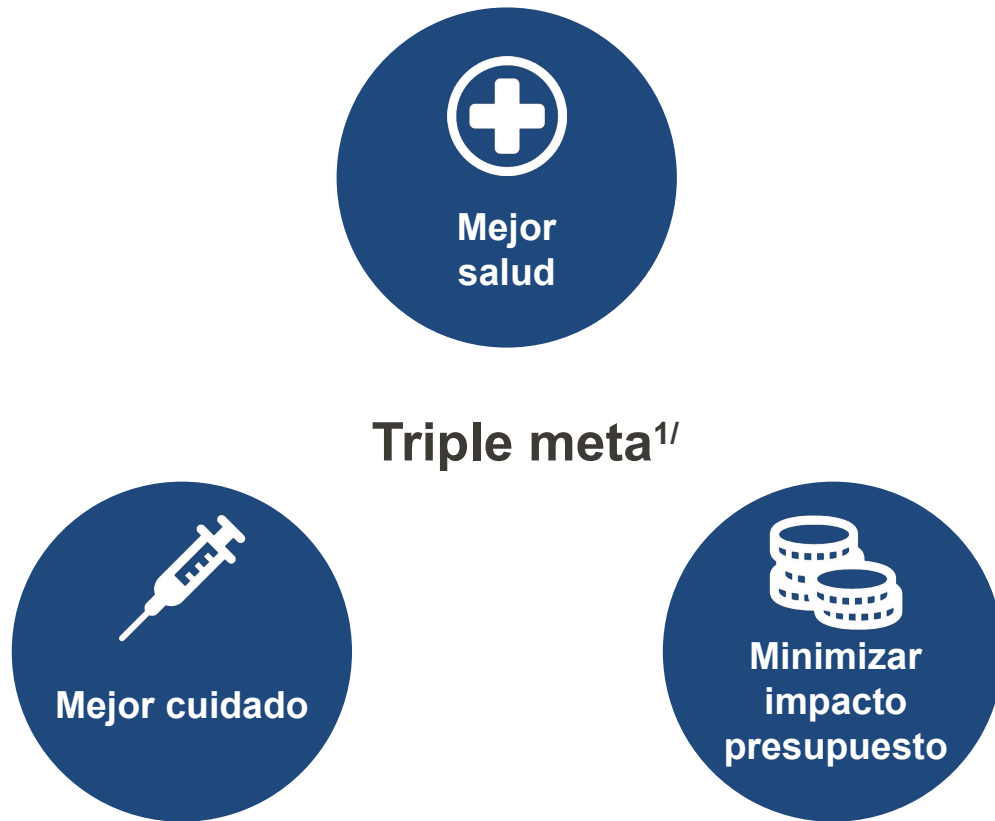 Mejor
salud
Triple meta1/
Mejor cuidado
Minimizar
impacto
presupuesto